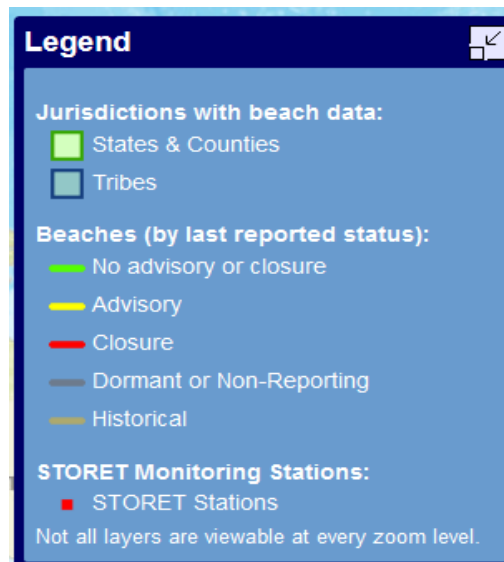 Legend
Jurisdictions with beach data:
States & Counties
Tribes
Beaches (by last reported status):
No advisory or closure
Advisory
Closure
Dormant or Non-Reporting
Historical
STORET Monitoring Stations:
STORET Stations
Not all layers are viewable at every zoom level.